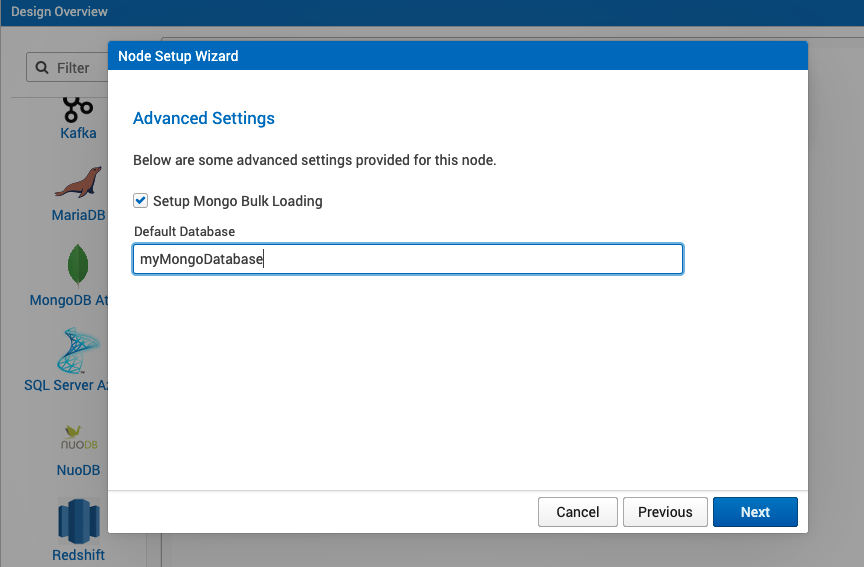 Design Overview
Node Setup Wizard
Filter
Advanced Settings
Kafka
Below are some advanced settings provided for this node.
Setup Mongo Bulk Loading
MariaDB
Default Database
myMongoDatabase
MongoDB At
SQL Server A
NUODB
NuoDB
Cancel
Previous
Next
Redshift